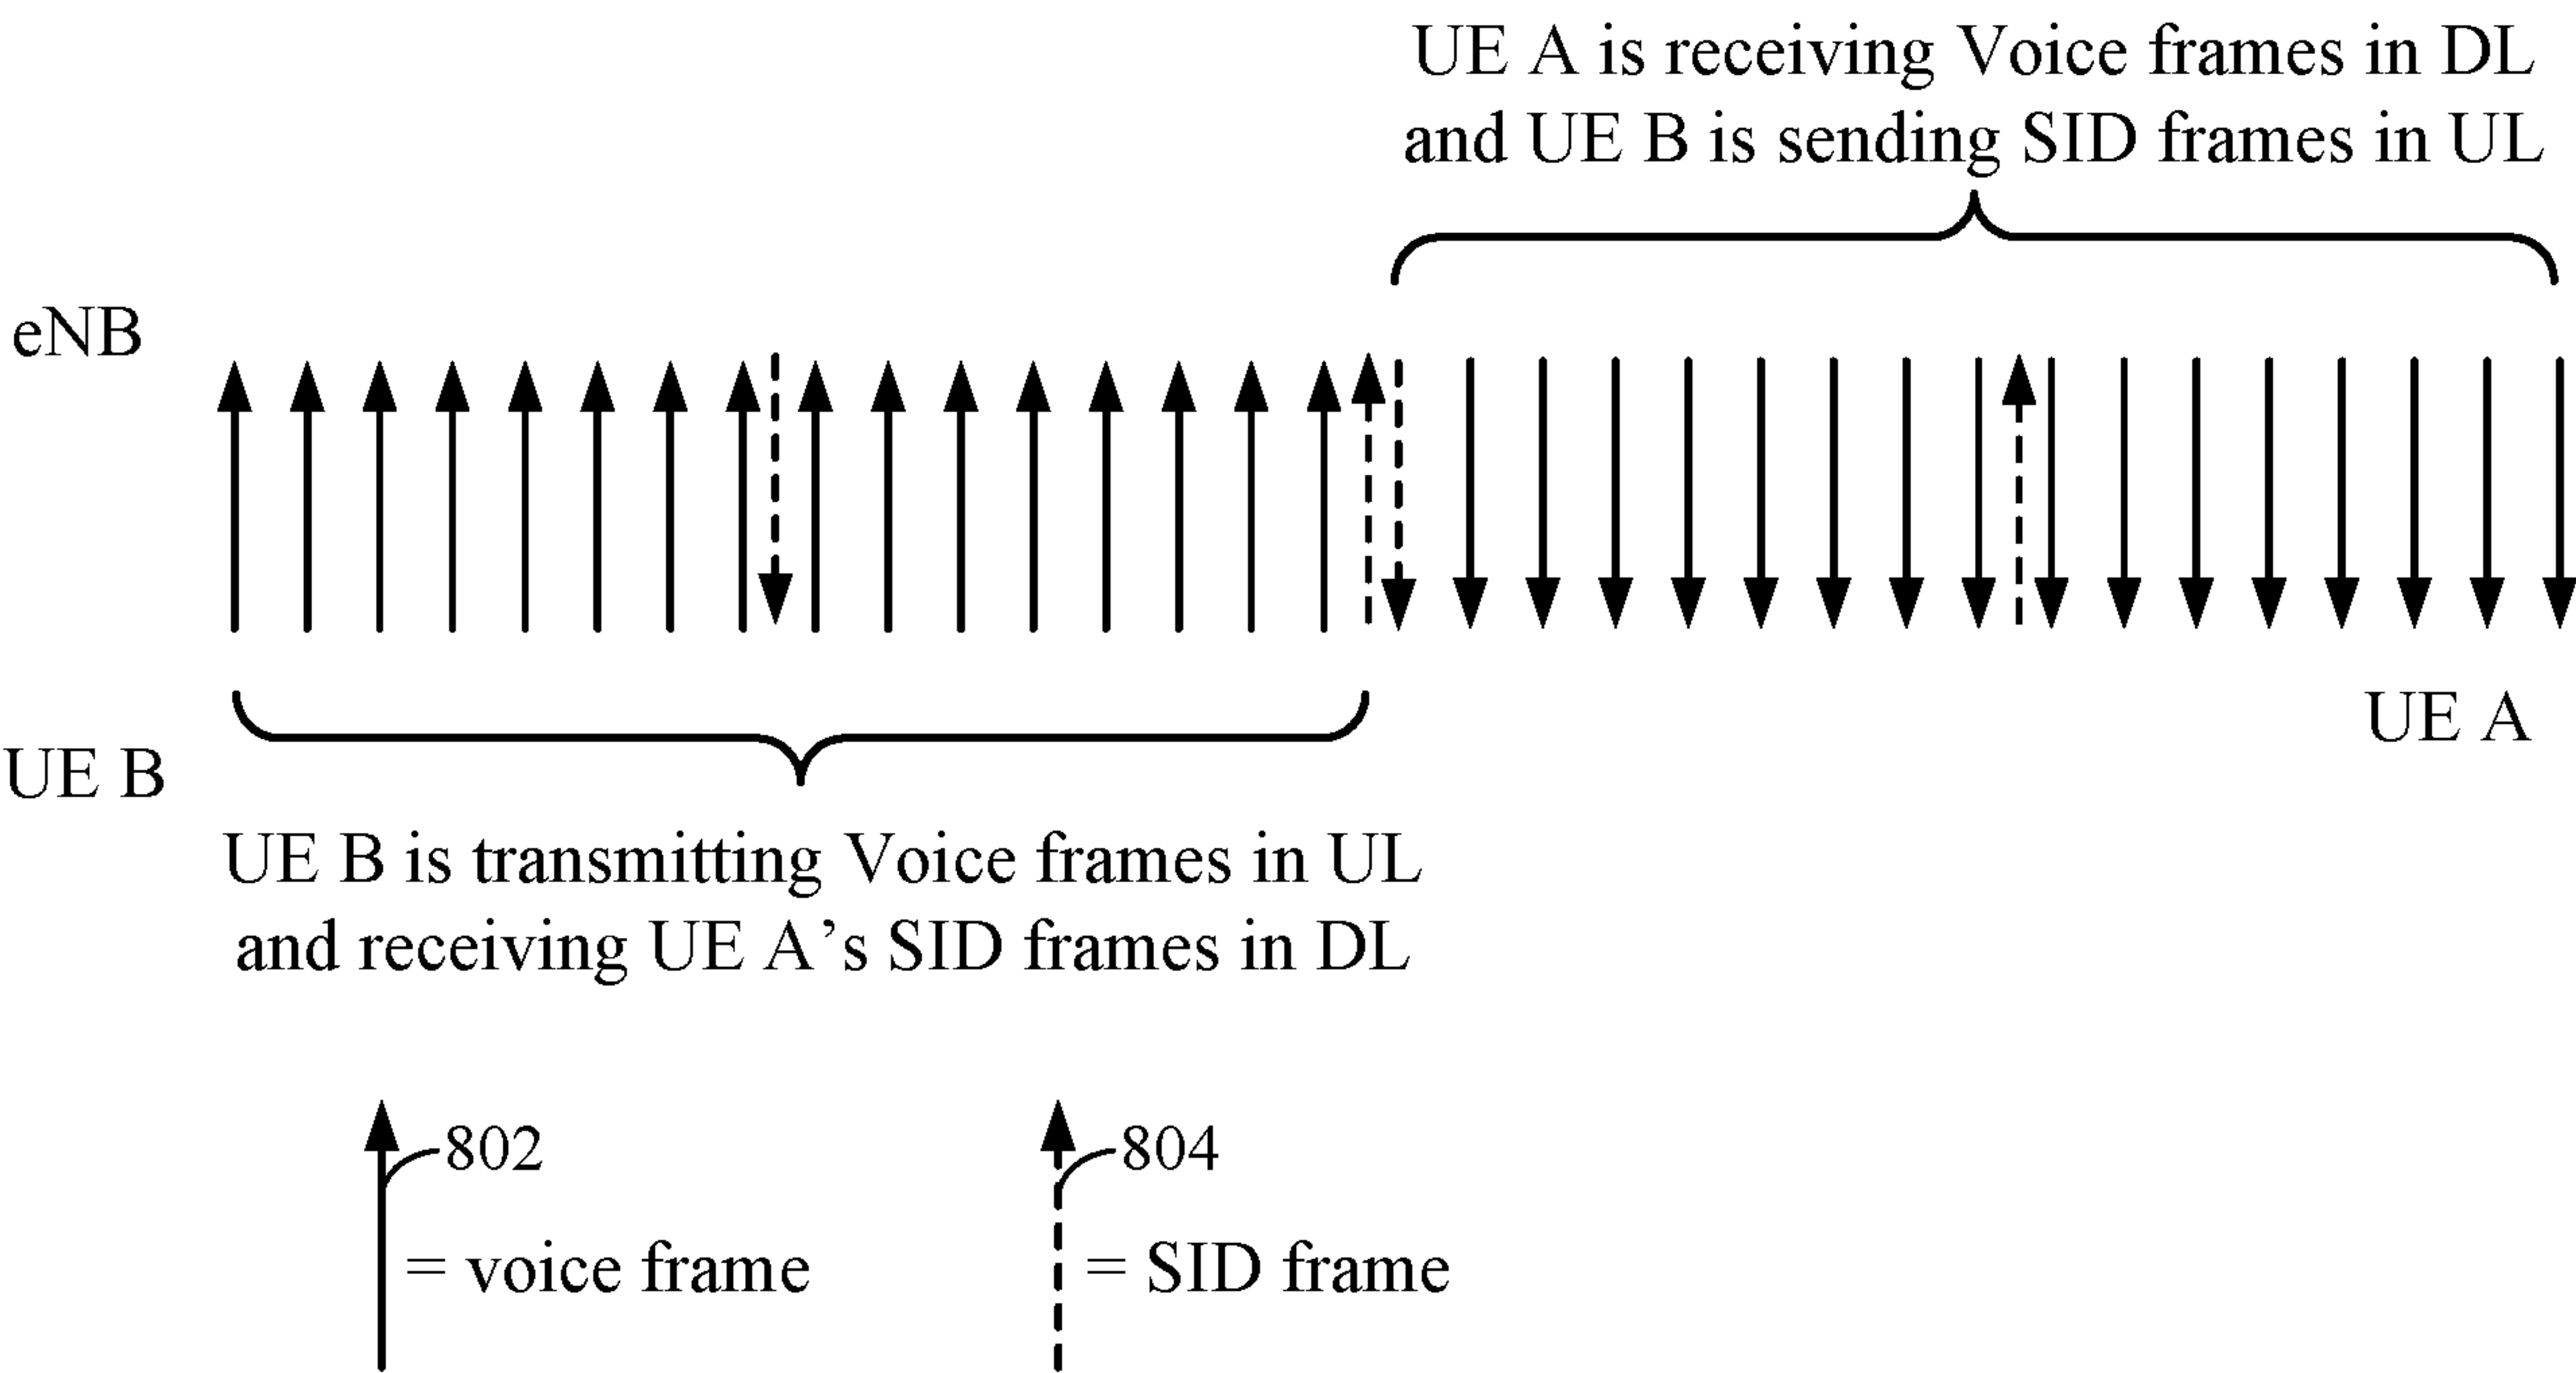 UE A is receiving Voice frames in DL
and UE B is sending SID frames in UL
eNB
UE A
UE B
UE B is transmitting Voice frames in UL
and receiving UE A’s SID frames in DL
802
= voice frame
804
= SID frame